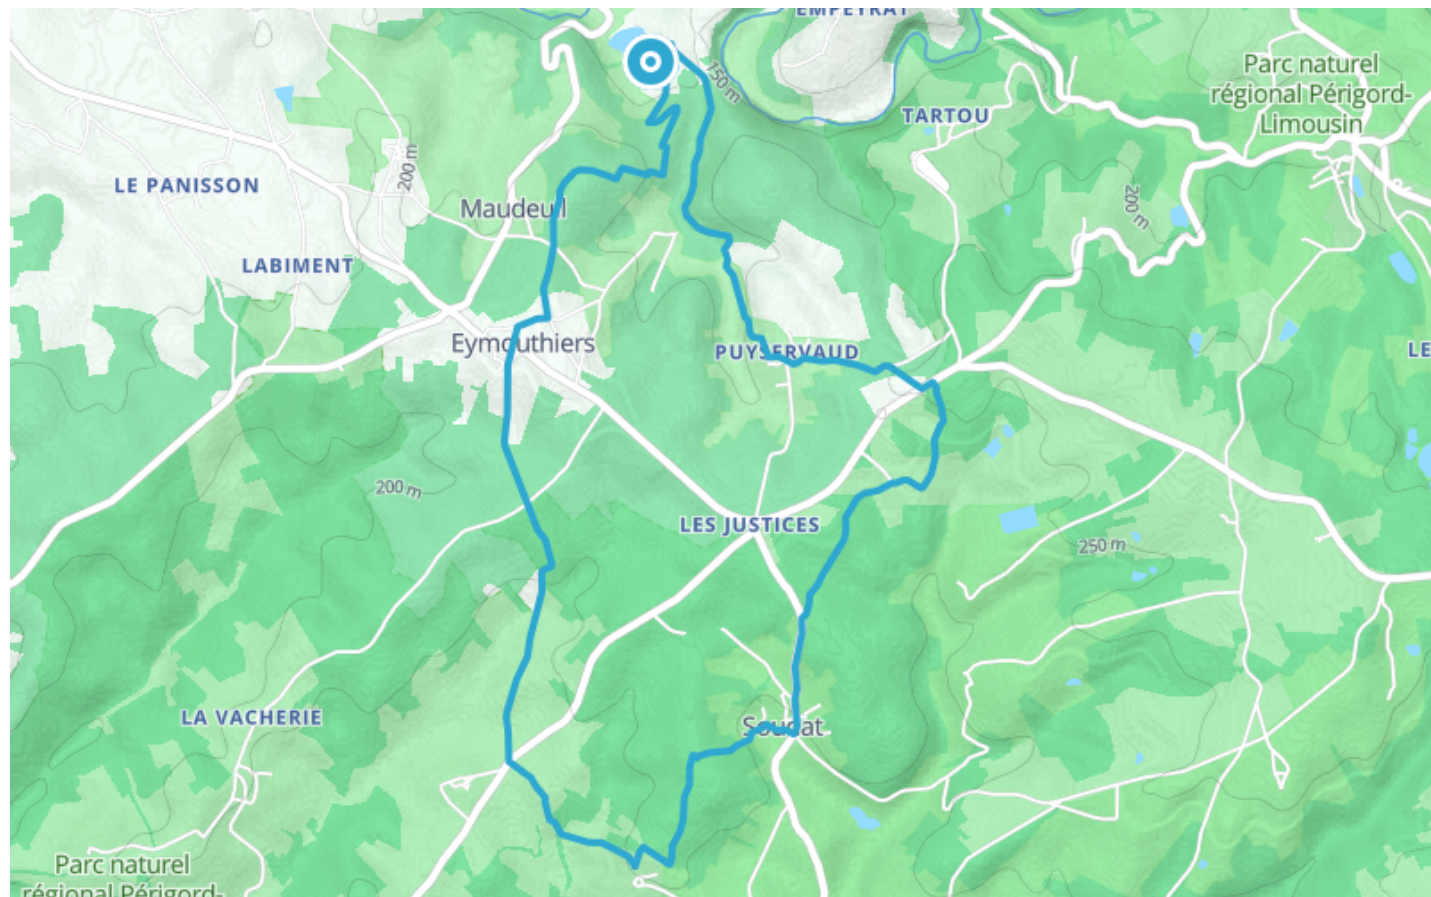 EMPEYRAT
150 m
Parc naturel
régional Périgord-
Limousin
TARTOU
200 m
LE PANISSON
Maudeuil
200 m
LABIMENT
Eymouthiers
PUYSERVAUD
LE
200 m
LES JUSTICES
250 m
LA VACHERIE
Soudat
Parc naturel
régional Périgord-